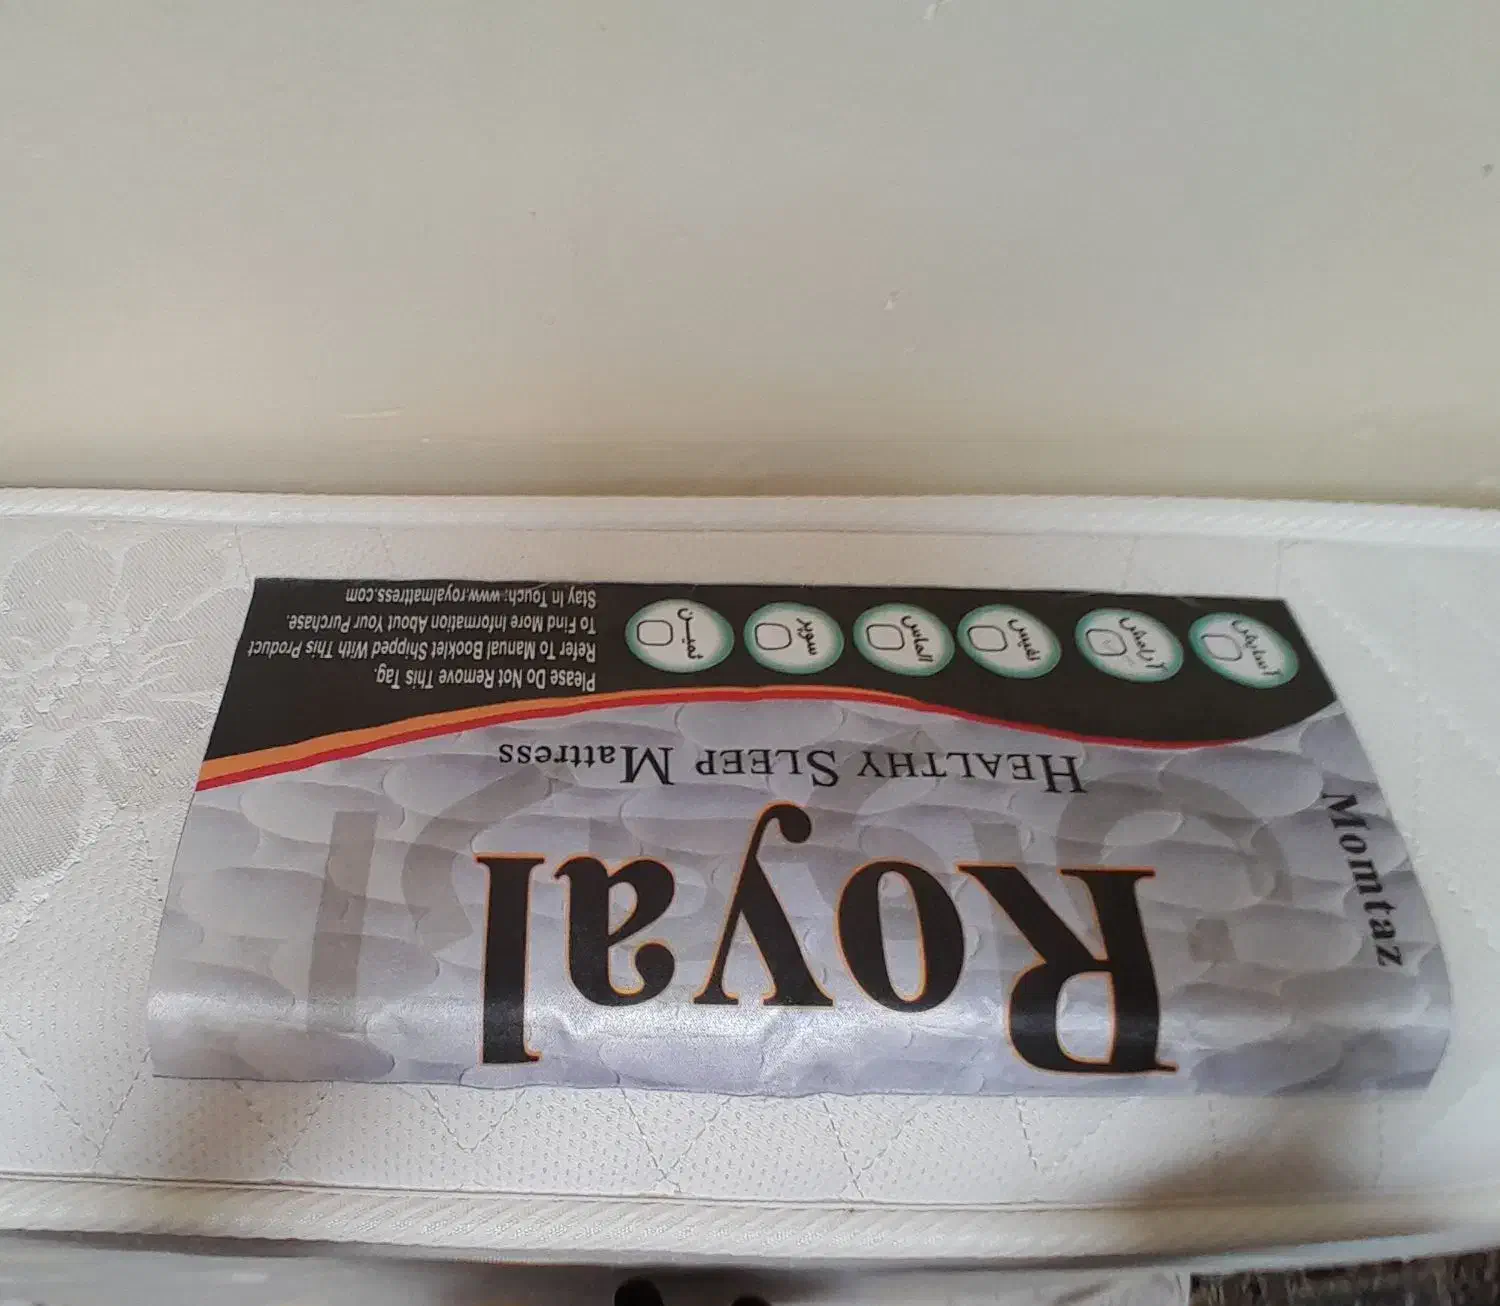 Royal
HEALTHY SLEEP Mattress
Momtaz
Please Do Not Remove This Tag.
Refer To Manual Booklet Shipped With This Product
To Find More Information About Your Purchase.
Stay In Touch: www.royalmattress.com
آسایش
آرامش
نفیس
الماس
سوپر
ثمین